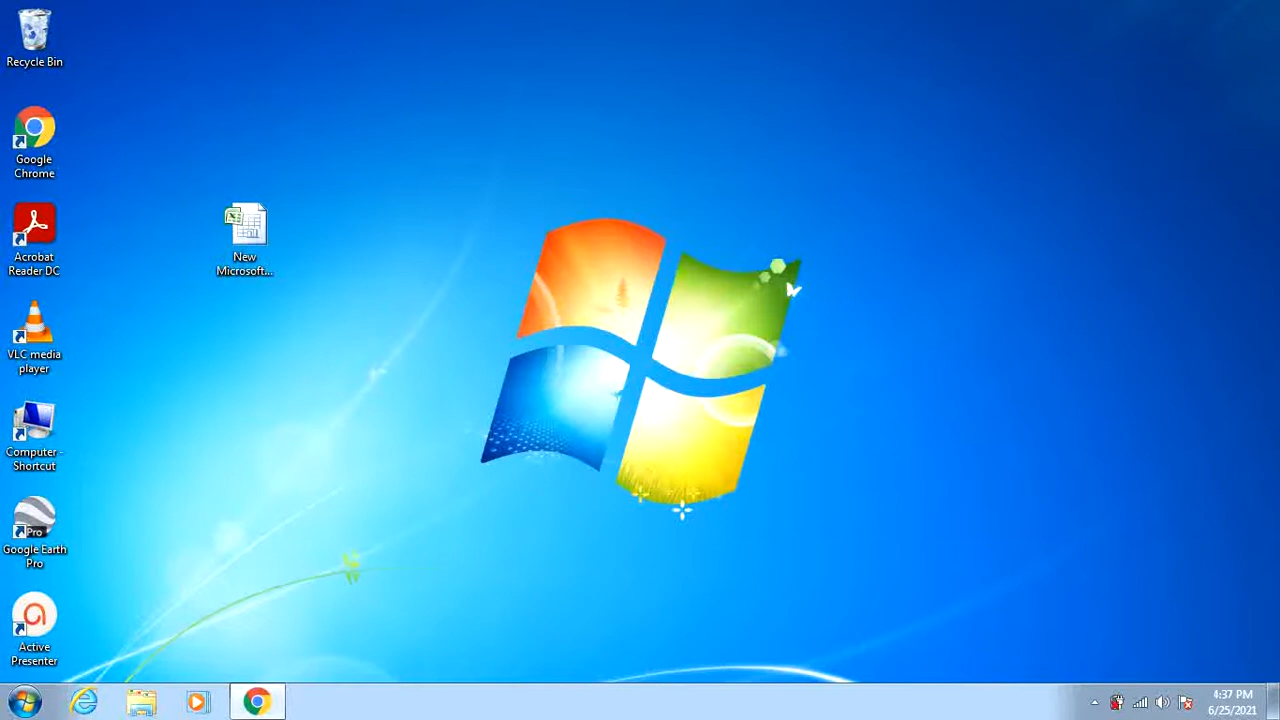 Recycle Bin
Google
Chrome
Acrobat
Reader DC
VLC media
player
Computer -
Shortcut
Pro
Google Earth
Pro
Active
Presenter
New
Microsoft...
4:37 PM
6/25/2021